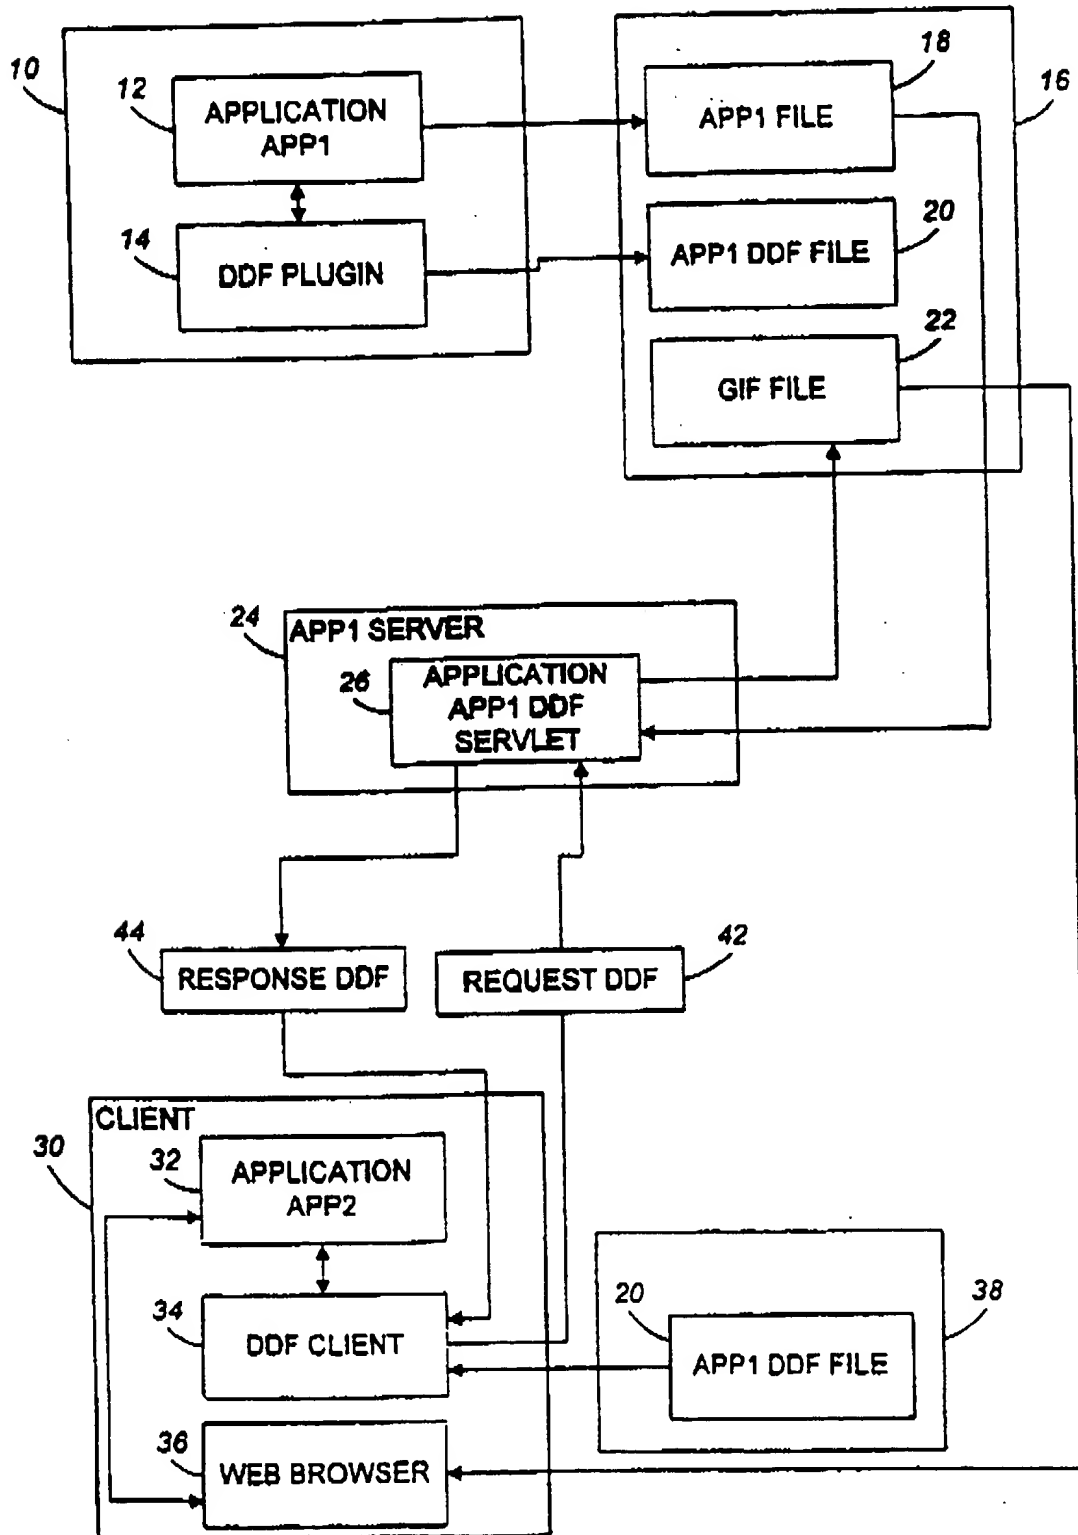 10
12
APPLICATION
APP1
14
DDF PLUGIN
18
APP1 FILE
16
20
APP1 DDF FILE
22
GIF FILE
24
APP1 SERVER
26
APPLICATION
APP1 DDF
SERVLET
44
RESPONSE DDF
42
REQUEST DDF
30
CLIENT
32
APPLICATION
APP2
34
DDF CLIENT
36
WEB BROWSER
20
38
APP1 DDF FILE